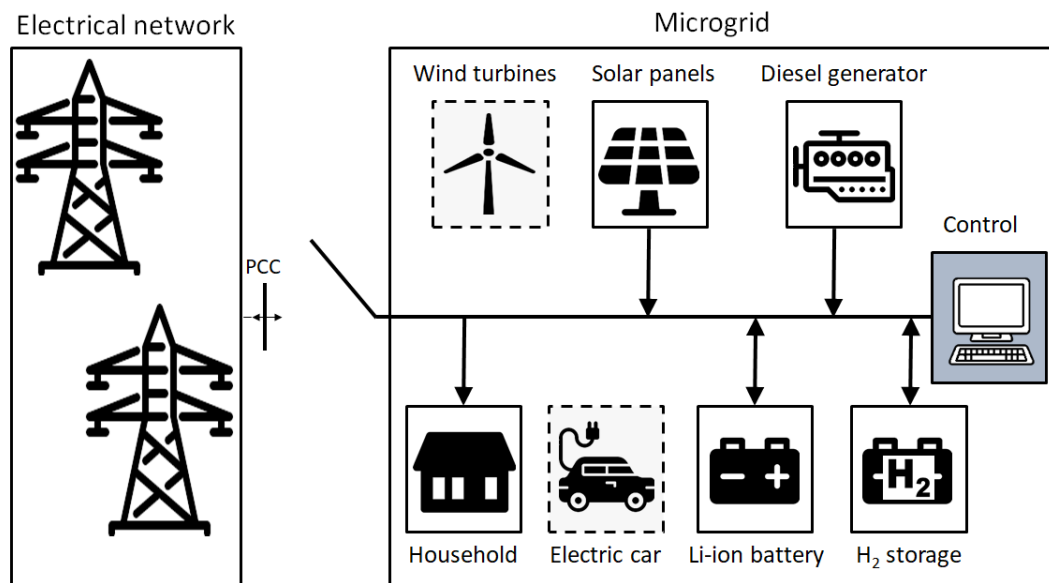 Electrical network
Microgrid
Wind turbines
Solar panels
Diesel generator
Control
PCC
H₂
Household
Electric car
Li-ion battery
H₂ storage